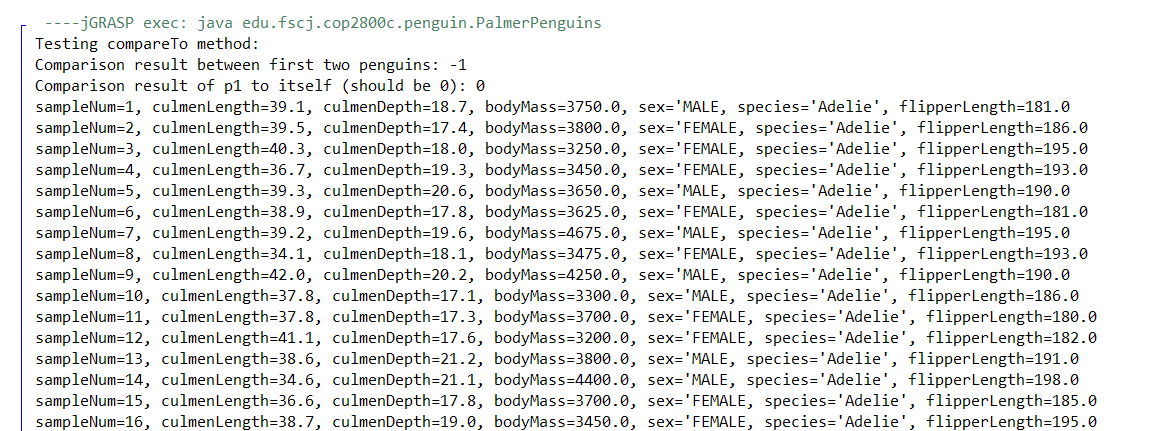 ----jGRASP exec: java edu.fscj.cop2800c.penguin.PalmerPenguins
Testing compareTo method:
Comparison result between first two penguins: -1
Comparison result of p1 to itself (should be 0): 0
sampleNum=1, culmenLength=39.1, culmenDepth=18.7, bodyMass=3750.0, sex='MALE, species='Adelie', flipperLength=181.0
sampleNum=2, culmenLength=39.5, culmenDepth=17.4, bodyMass=3800.0, sex='FEMALE, species='Adelie', flipperLength=186.0
sampleNum=3, culmenLength=40.3, culmenDepth=18.0, bodyMass=3250.0, sex='FEMALE, species='Adelie', flipperLength=195.0
sampleNum=4, culmenLength=36.7, culmenDepth=19.3, bodyMass=3450.0, sex='FEMALE, species='Adelie', flipperLength=193.0
sampleNum=5, culmenLength=39.3, culmenDepth=20.6, bodyMass=3650.0, sex='MALE, species='Adelie', flipperLength=190.0
sampleNum=6, culmenLength=38.9, culmenDepth=17.8, bodyMass=3625.0, sex='FEMALE, species='Adelie', flipperLength=181.0
sampleNum=7, culmenLength=39.2, culmenDepth=19.6, bodyMass=4675.0, sex='MALE, species='Adelie', flipperLength=195.0
sampleNum=8, culmenLength=34.1, culmenDepth=18.1, bodyMass=3475.0, sex='FEMALE, species='Adelie', flipperLength=193.0
sampleNum=9, culmenLength=42.0, culmenDepth=20.2, bodyMass=4250.0, sex='MALE, species='Adelie', flipperLength=190.0
sampleNum=10, culmenLength=37.8, culmenDepth=17.1, bodyMass=3300.0, sex='MALE, species='Adelie', flipperLength=186.0
sampleNum=11, culmenLength=37.8, culmenDepth=17.3, bodyMass=3700.0, sex='FEMALE, species='Adelie', flipperLength=180.0
sampleNum=12, culmenLength=41.1, culmenDepth=17.6, bodyMass=3200.0, sex='FEMALE, species='Adelie', flipperLength=182.0
sampleNum=13, culmenLength=38.6, culmenDepth=21.2, bodyMass=3800.0, sex='MALE, species='Adelie', flipperLength=191.0
sampleNum=14, culmenLength=34.6, culmenDepth=21.1, bodyMass=4400.0, sex='MALE, species='Adelie', flipperLength=198.0
sampleNum=15, culmenLength=36.6, culmenDepth=17.8, bodyMass=3700.0, sex='FEMALE, species='Adelie', flipperLength=185.0
sampleNum=16, culmenLength=38.7, culmenDepth=19.0, bodyMass=3450.0, sex='FEMALE, species='Adelie', flipperLength=195.0